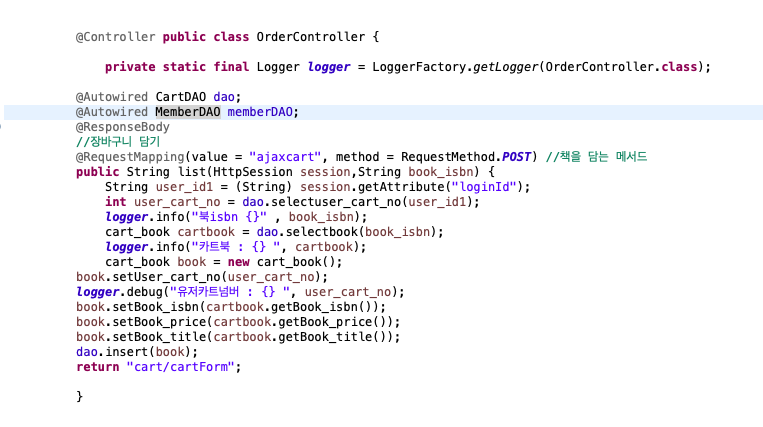 @Controller public class OrderController {
private static final Logger logger = LoggerFactory.getLogger(OrderController.class);
@Autowired CartDAO dao;
@Autowired MemberDAO memberDAO;
@ResponseBody
//장바구니 담기
@RequestMapping(value = "ajaxcart", method = RequestMethod.POST) //책을 담는 메서드
public String list(HttpSession session,String book_isbn) {
String user_id1 = (String) session.getAttribute("loginId");
int user_cart_no = dao.selectuser_cart_no(user_id1);
logger.info("북isbn {}" , book_isbn);
cart_book cartbook = dao.selectbook(book_isbn);
logger.info("카트북 : {} ", cartbook);
cart_book book = new cart_book();
book.setUser_cart_no(user_cart_no);
logger.debug("유저카트넘버 : {} ", user_cart_no);
book.setBook_isbn(cartbook.getBook_isbn());
book.setBook_price(cartbook.getBook_price());
book.setBook_title(cartbook.getBook_title());
dao.insert(book);
return "cart/cartForm";
}